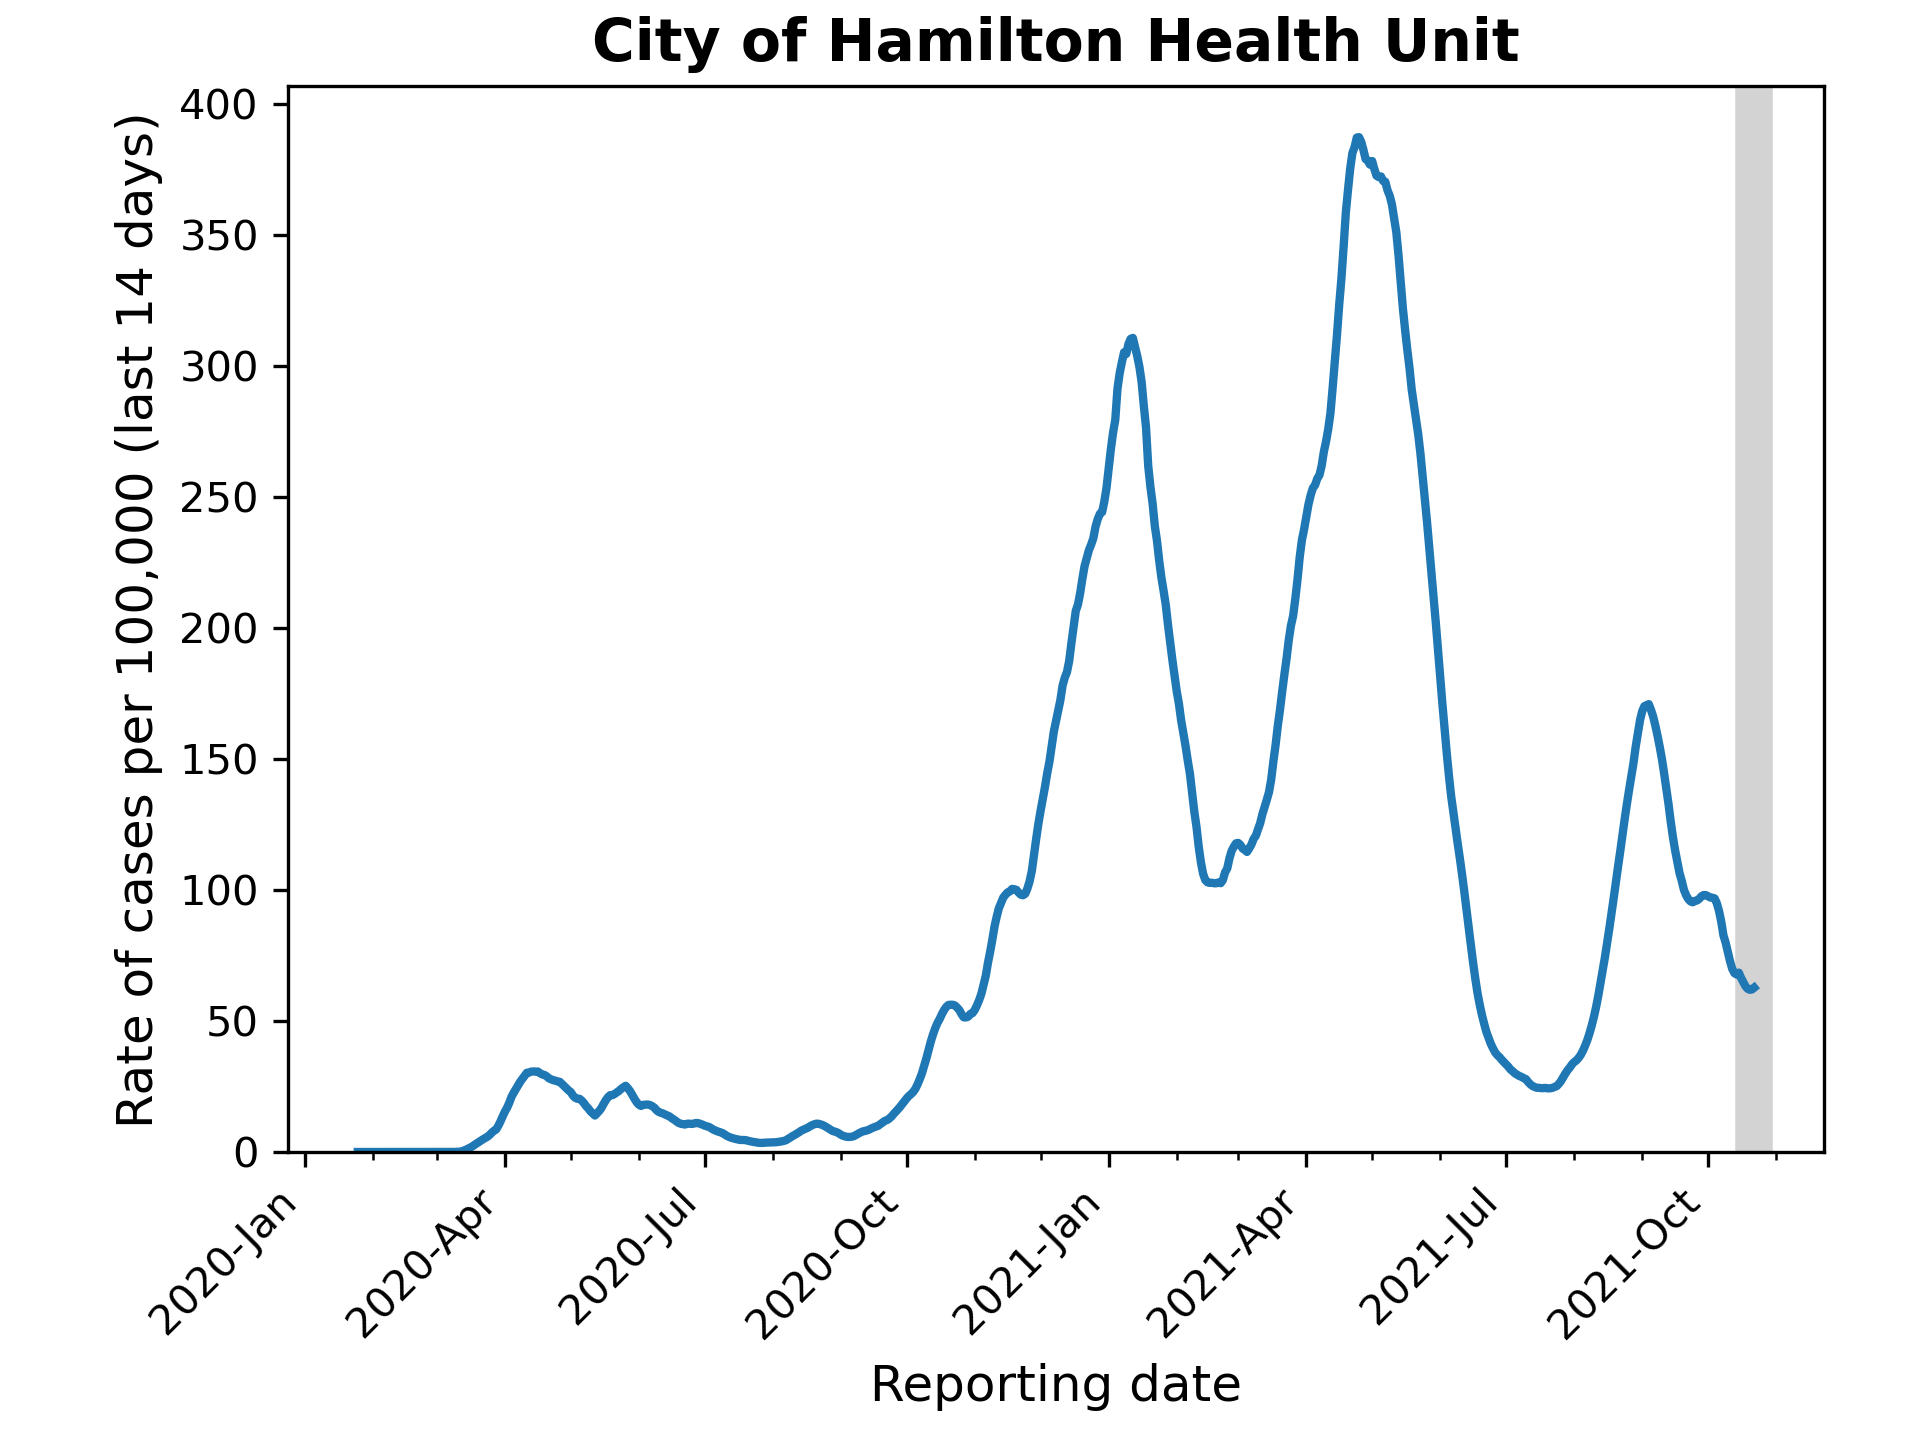 City of Hamilton Health Unit
Rate of cases per 100,000 (last 14 days)
400
350
300
250
200
150
100
50
0
2020-Jan
2020-Apr
2020-Jul
2020-Oct
2021-Jan
2021-Apr
2021-Jul
2021-Oct
Reporting date